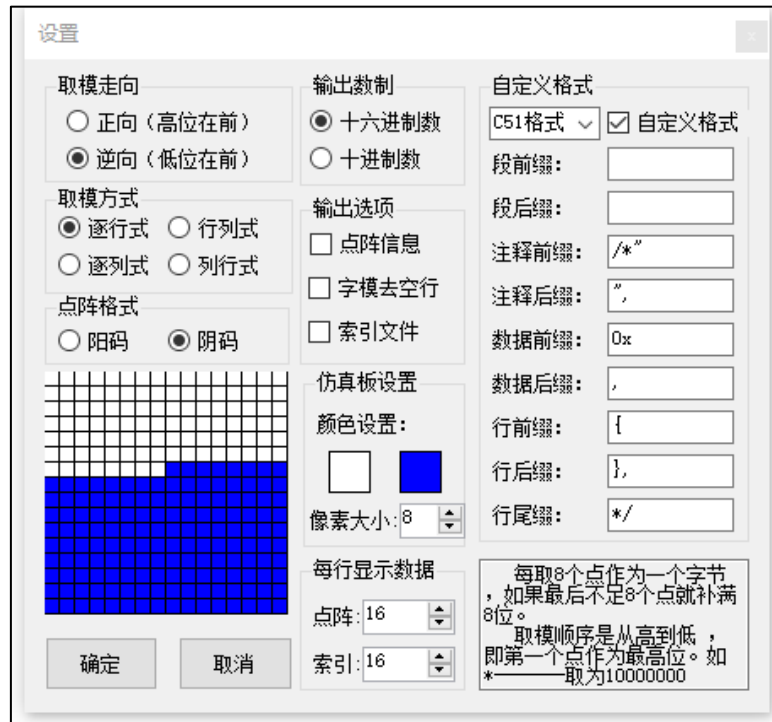 设置
x
取模走向
正向（高位在前）
逆向（低位在前）
取模方式
逐行式 行列式
逐列式 列行式
点阵格式
阳码 阴码
确定 取消
输出数制
十六进制数
十进制数
输出选项
点阵信息
字模去空行
索引文件
仿真板设置
颜色设置：
像素大小:8
每行显示数据
点阵:16
索引:16
自定义格式
C51格式 自定义格式
段前缀：
段后缀：
注释前缀： /*"
注释后缀： ",
数据前缀： 0x
数据后缀： ,
行前缀： {
行后缀： },
行尾缀： */
每取8个点作为一个字节
，如果最后不足8个点就补满
8位。
取模顺序是从高到低 ，
即第一个点作为最高位。如
*———————取为10000000